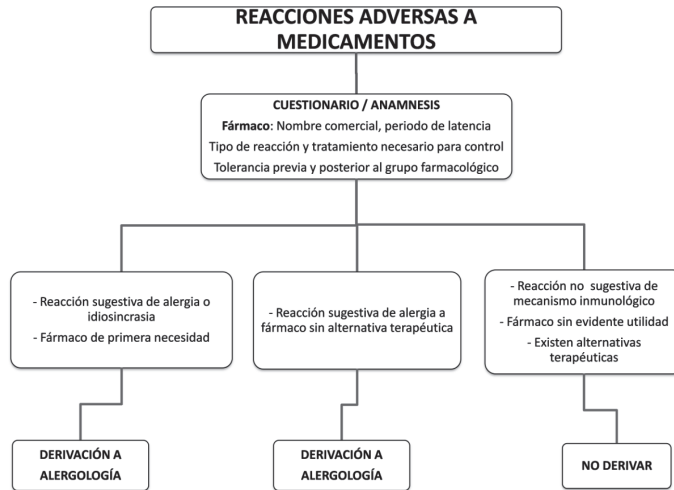 REACCIONES ADVERSAS A
MEDICAMENTOS
CUESTIONARIO / ANAMNESIS
Fármaco: Nombre comercial, periodo de latencia
Tipo de reacción y tratamiento necesario para control
Tolerancia previa y posterior al grupo farmacológico
- Reacción sugestiva de alergia o
idiosincrasia
- Fármaco de primera necesidad
- Reacción sugestiva de alergia a
fármaco sin alternativa terapéutica
- Reacción no sugestiva de
mecanismo inmunológico
- Fármaco sin evidente utilidad
- Existen alternativas
terapéuticas
DERIVACIÓN A
ALERGOLOGÍA
DERIVACIÓN A
ALERGOLOGÍA
NO DERIVAR